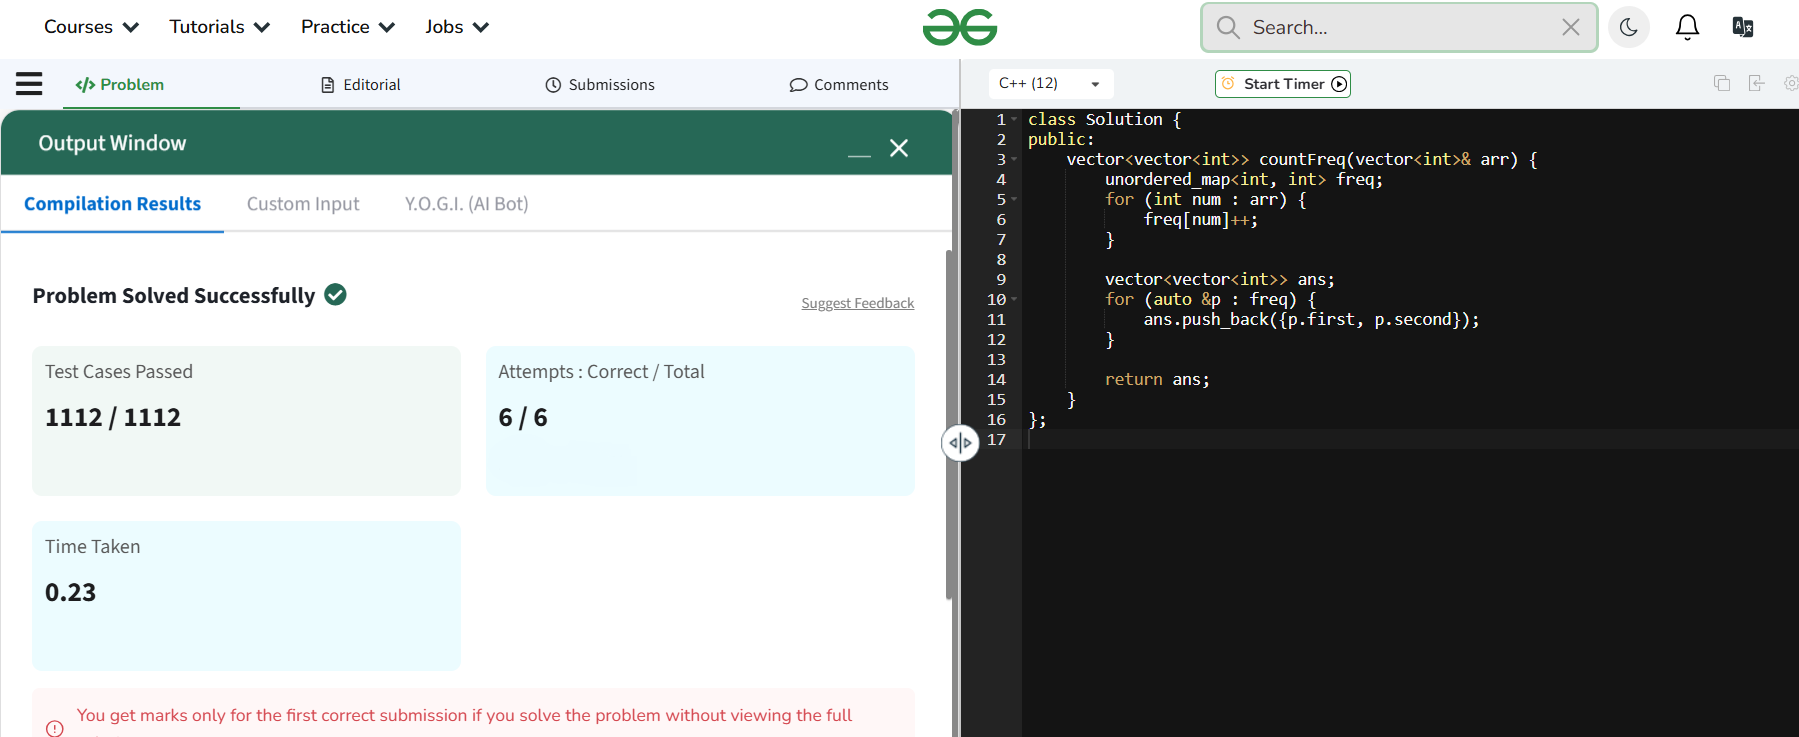 Courses Tutorials Practice Jobs Search...
Problem Editorial Submissions Comments C++ (12) Start Timer
Output Window
Compilation Results Custom Input Y.O.G.I. (AI Bot)
Problem Solved Successfully
Suggest Feedback
Test Cases Passed
1112 / 1112
Attempts : Correct / Total
6 / 6
Time Taken
0.23
You get marks only for the first correct submission if you solve the problem without viewing the full
1 class Solution {
2 public:
3     vector<vector<int>> countFreq(vector<int>& arr) {
4         unordered_map<int, int> freq;
5         for (int num : arr) {
6             freq[num]++;
7         }
8
9         vector<vector<int>> ans;
10         for (auto &p : freq) {
11             ans.push_back({p.first, p.second});
12         }
13
14         return ans;
15     }
16 };
17